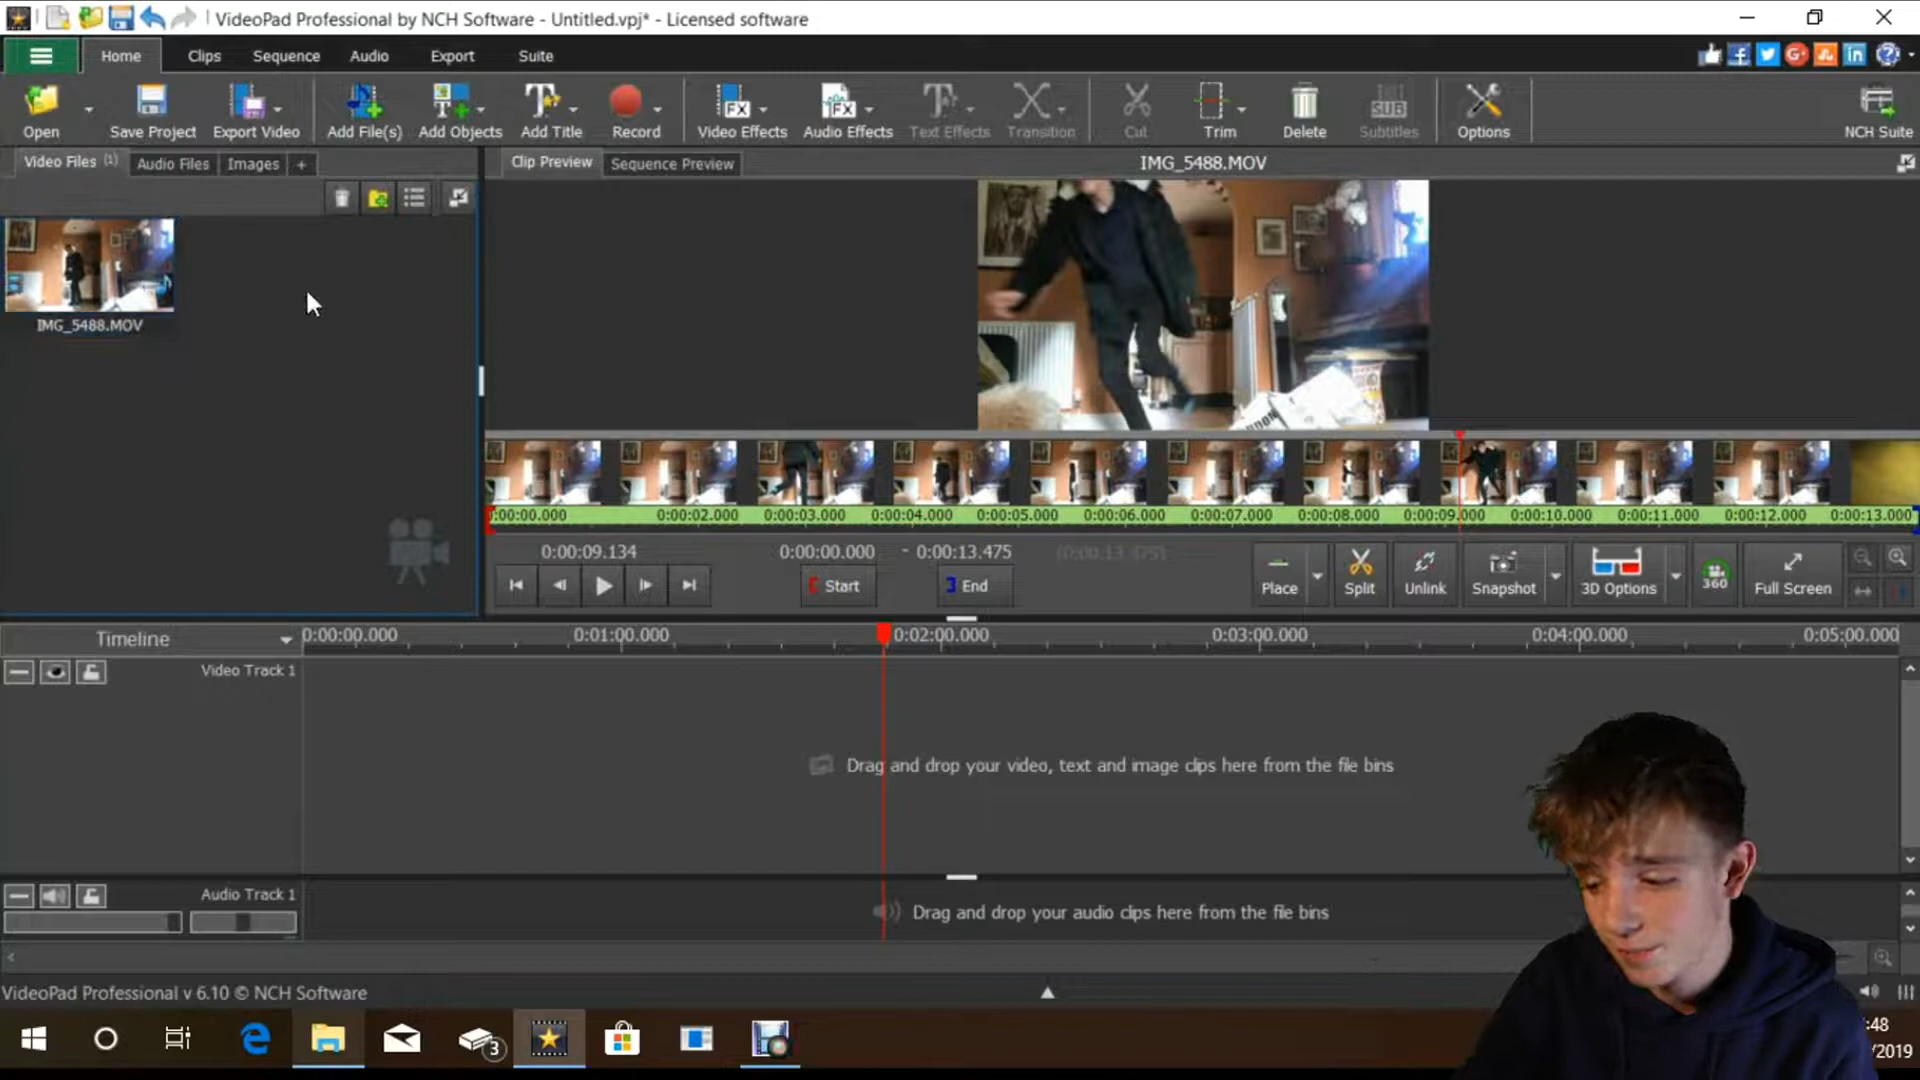 VideoPad Professional by NCH Software - Untitled.vpj* - Licensed software
Home Clips Sequence Audio Export Suite
Open Save Project Export Video Add File(s) Add Objects Add Title Record Video Effects Audio Effects Text Effects Transition Cut Trim Delete SUB Subtitles Options NCH Suite
Video Files (1) Audio Files Images + Clip Preview Sequence Preview IMG_5488.MOV
IMG_5488.MOV
0:00:00.000 0:00:02.000 0:00:03.000 0:00:04.000 0:00:05.000 0:00:06.000 0:00:07.000 0:00:08.000 0:00:09.000 0:00:10.000 0:00:11.000 0:00:12.000 0:00:13.000
0:00:09.134 0:00:00.000 - 0:00:13.475 (0:00:13.475)
Start End Place Split Unlink Snapshot 3D Options 360 Full Screen
Timeline 0:00:00.000 0:01:00.000 0:02:00.000 0:03:00.000 0:04:00.000 0:05:00.000
Video Track 1
Drag and drop your video, text and image clips here from the file bins
Audio Track 1
Drag and drop your audio clips here from the file bins
VideoPad Professional v 6.10 © NCH Software
3
:48
/2019